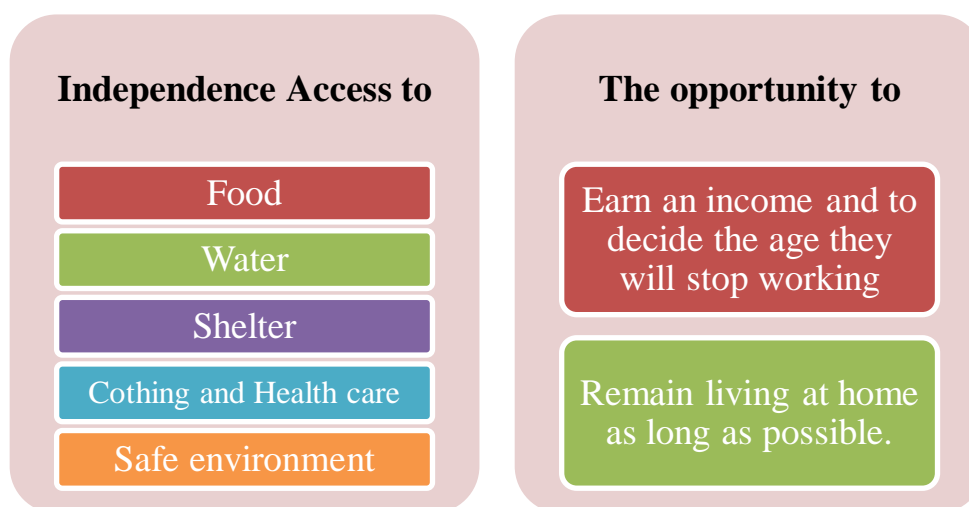 Independence Access to
Food
Water
Shelter
Cothing and Health care
Safe environment
The opportunity to
Earn an income and to
decide the age they
will stop working
Remain living at home
as long as possible.